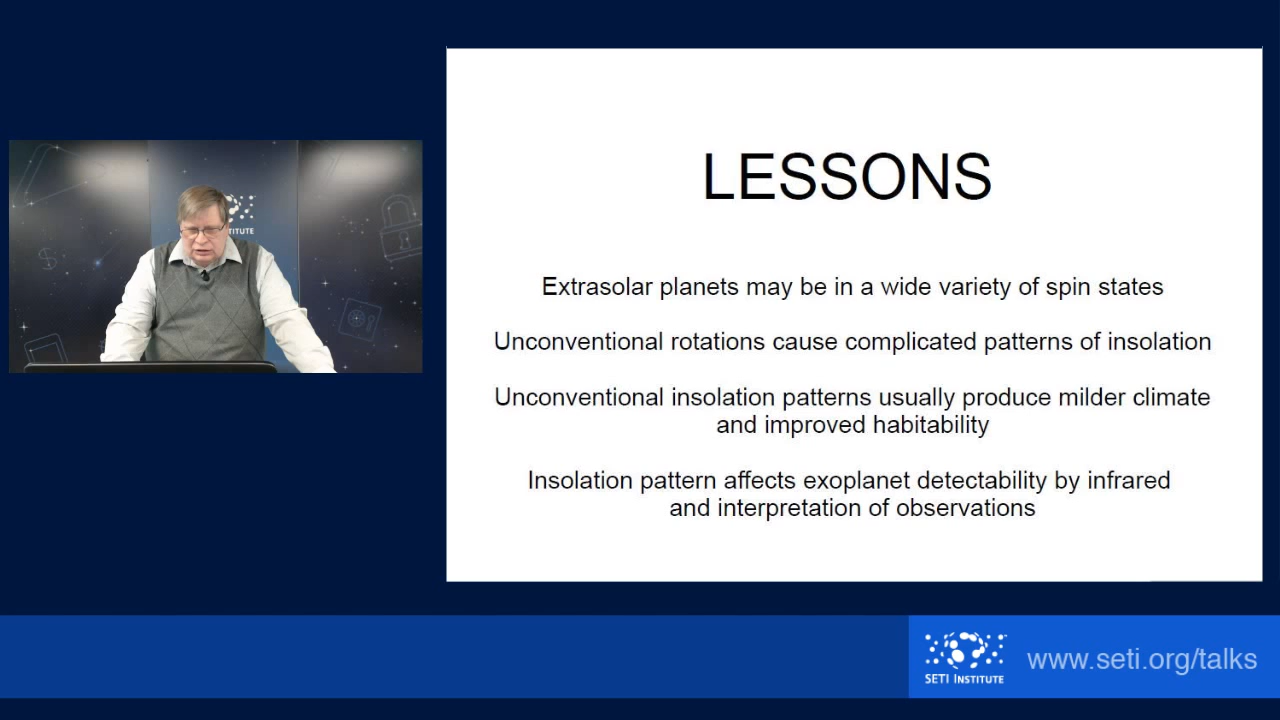 LESSONS
Extrasolar planets may be in a wide variety of spin states
Unconventional rotations cause complicated patterns of insolation
Unconventional insolation patterns usually produce milder climate
and improved habitability
Insolation pattern affects exoplanet detectability by infrared
and interpretation of observations
TITUTE
SETI INSTITUTE
www.seti.org/talks